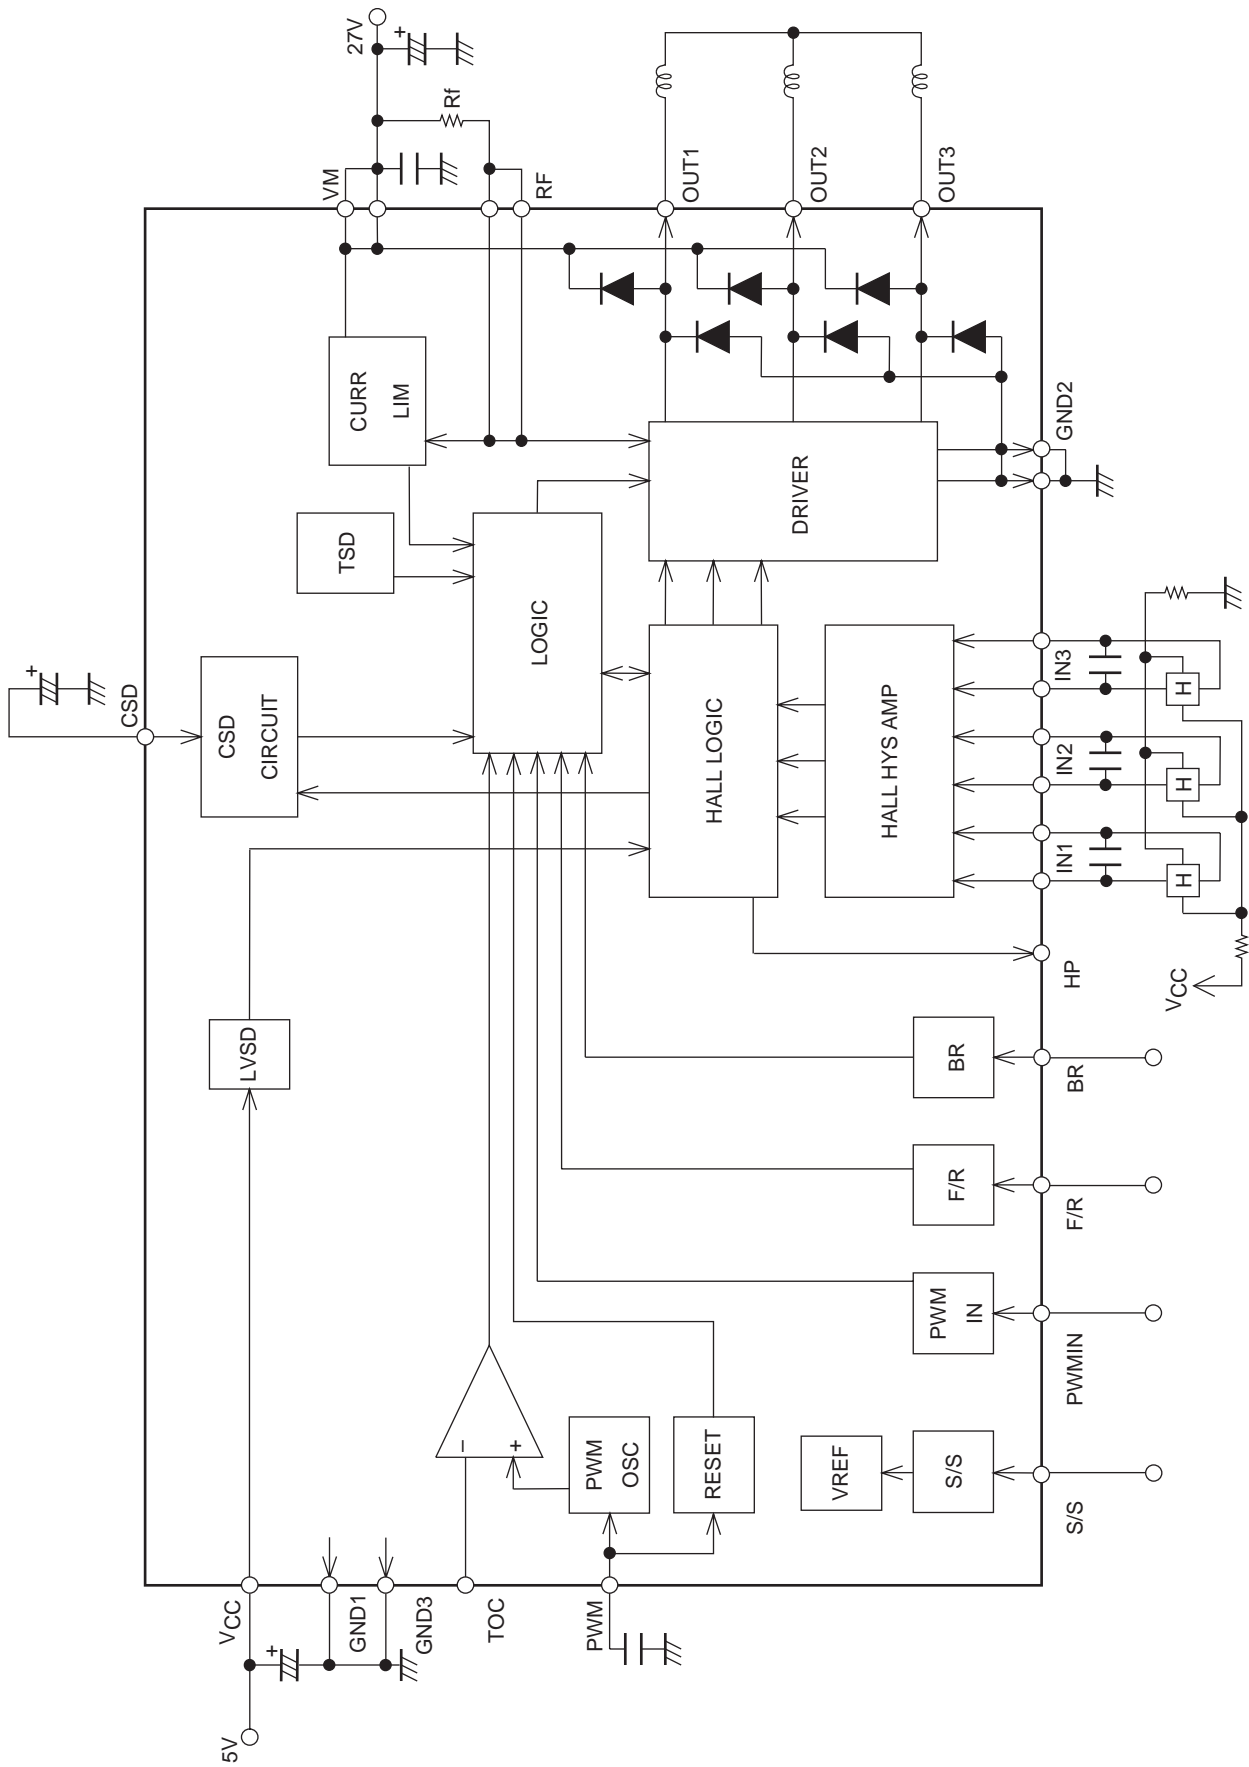 5V
VCC
+
GND1
GND3
TOC
PWM
LVSD
CSD
+
CSD
CIRCUIT
TSD
CURR
LIM
VM
27V
+
Rf
RF
–
+
PWM
OSC
RESET
LOGIC
HALL LOGIC
DRIVER
OUT1
OUT2
OUT3
VREF
S/S
PWM
IN
F/R
BR
HALL HYS AMP
GND2
S/S
PWMIN
F/R
BR
HP
IN1
IN2
IN3
H
H
H
VCC